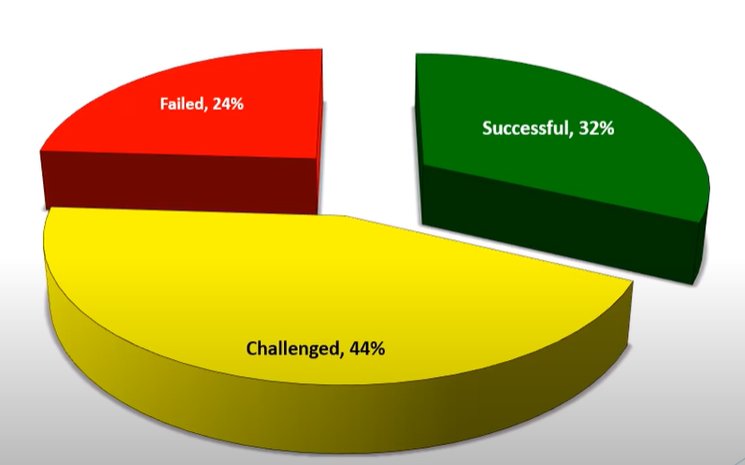 Failed, 24%
Successful, 32%
Challenged, 44%